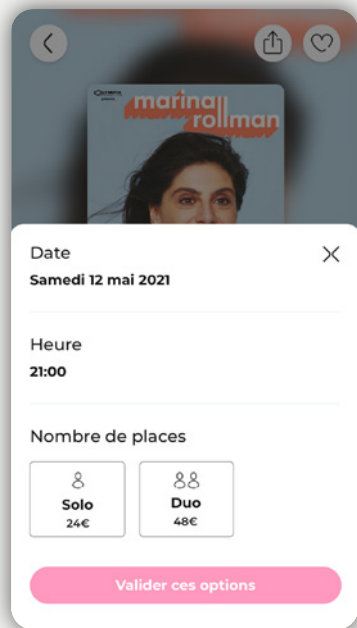 OLYMPIA
marina
rollman
Date
Samedi 12 mai 2021
Heure
21:00
Nombre de places
Solo
Duo
24€
48€
Valider ces options